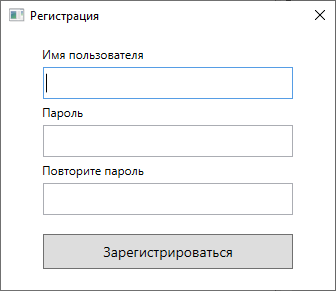 Регистрация
Имя пользователя
Пароль
Повторите пароль
Зарегистрироваться